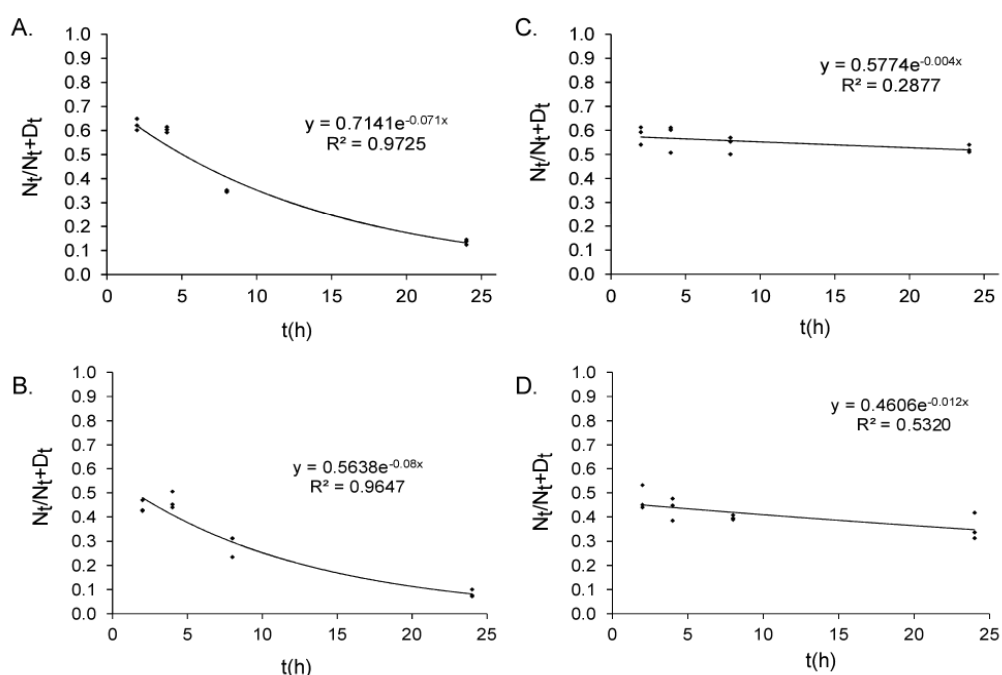 A.
1.0
0.9
0.8
0.7
0.6
0.5
0.4
0.3
0.2
0.1
0.0
Nt/Nt+Dt
y = 0.7141e-0.071x
R² = 0.9725
0 5 10 15 20 25
t(h)
C.
1.0
0.9
0.8
0.7
0.6
0.5
0.4
0.3
0.2
0.1
0.0
Nt/Nt+Dt
y = 0.5774e-0.004x
R² = 0.2877
0 5 10 15 20 25
t(h)
B.
1.0
0.9
0.8
0.7
0.6
0.5
0.4
0.3
0.2
0.1
0.0
Nt/Nt+Dt
y = 0.5638e-0.08x
R² = 0.9647
0 5 10 15 20 25
t(h)
D.
1.0
0.9
0.8
0.7
0.6
0.5
0.4
0.3
0.2
0.1
0.0
Nt/Nt+Dt
y = 0.4606e-0.012x
R² = 0.5320
0 5 10 15 20 25
t(h)